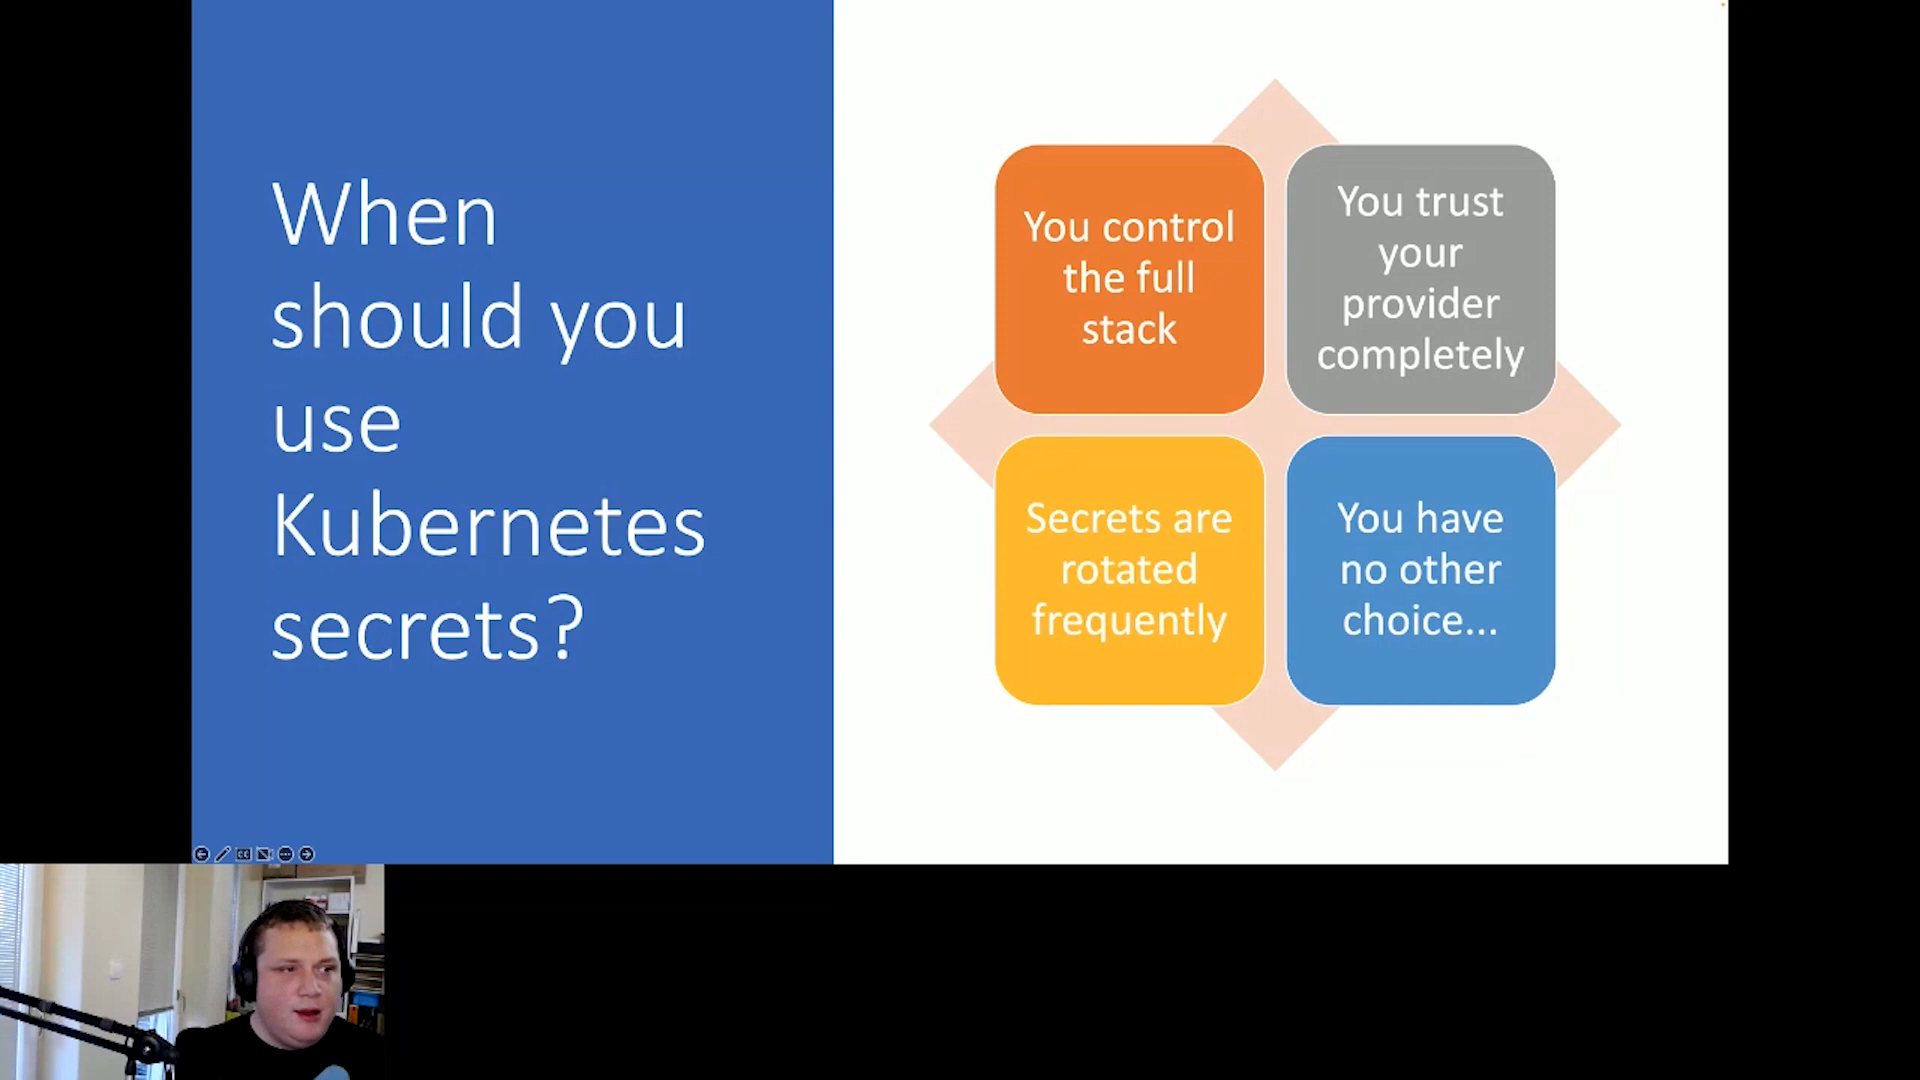 When
should you
use
Kubernetes
secrets?
You control
the full
stack
You trust
your
provider
completely
Secrets are
rotated
frequently
You have
no other
choice...